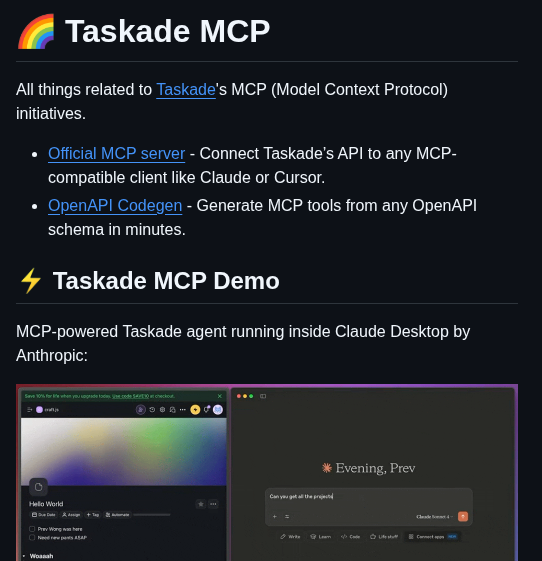 🌈 Taskade MCP
All things related to Taskade's MCP (Model Context Protocol)
initiatives.
• Official MCP server - Connect Taskade’s API to any MCP-
compatible client like Claude or Cursor.
• OpenAPI Codegen - Generate MCP tools from any OpenAPI
schema in minutes.
⚡ Taskade MCP Demo
MCP-powered Taskade agent running inside Claude Desktop by
Anthropic:
Save 10% for life when you upgrade below. Use code SAVE10 at checkout.
craft.js
Evening, Prev
Hello World
Can you get all the projects
Due Date Assign Tag Automate
Claude Sonnet 4
Prev Wong was here
Need new pants ASAP
Write Learn Code Life stuff Connect apps
Woaaah